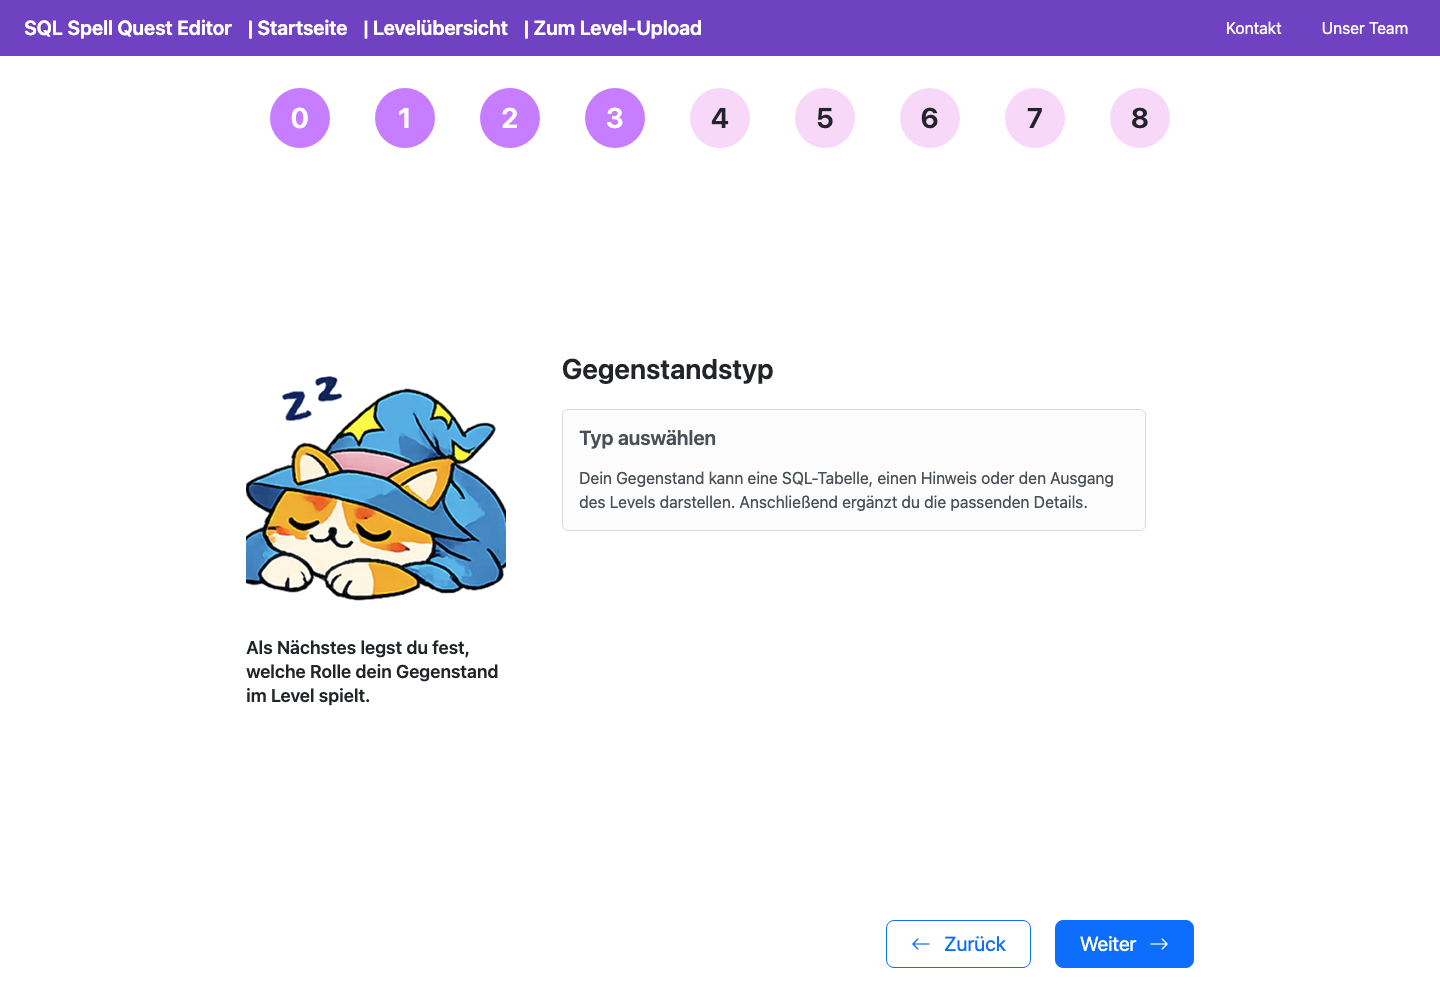 SQL Spell Quest Editor | Startseite | Levelübersicht | Zum Level-Upload Kontakt Unser Team
0 1 2 3 4 5 6 7 8
z z
Als Nächstes legst du fest,
welche Rolle dein Gegenstand
im Level spielt.
Gegenstandstyp
Typ auswählen
Dein Gegenstand kann eine SQL-Tabelle, einen Hinweis oder den Ausgang
des Levels darstellen. Anschließend ergänzt du die passenden Details.
← Zurück Weiter →